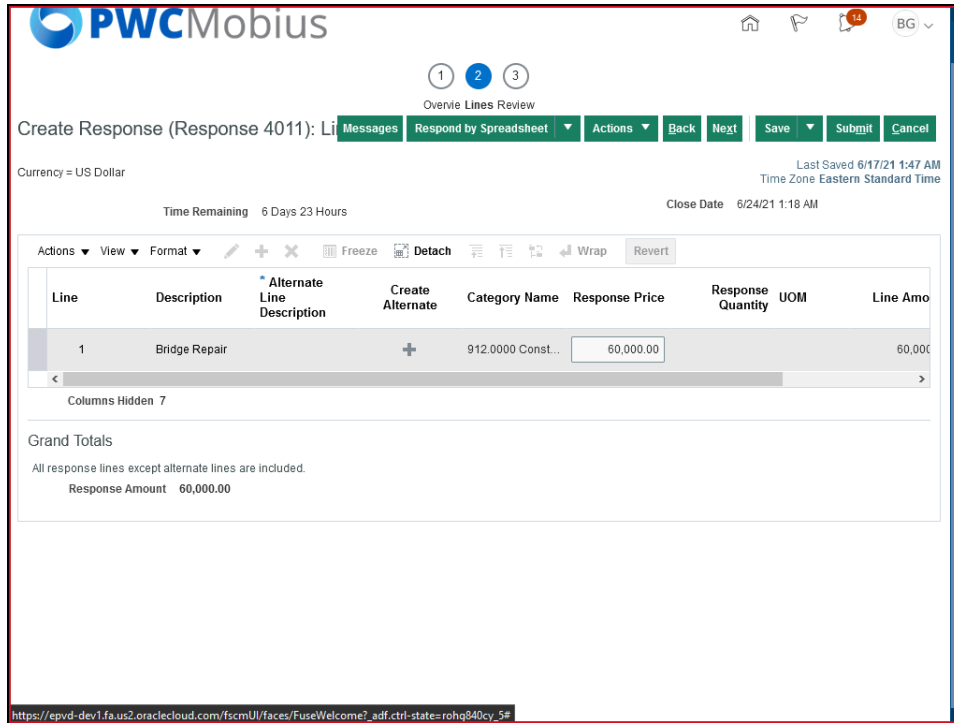 PWCMobius
14
BG
1 2 3
Overvie Lines Review
Create Response (Response 4011): Li
Messages Respond by Spreadsheet Actions Back Next Save Submit Cancel
Currency = US Dollar
Last Saved 6/17/21 1:47 AM
Time Zone Eastern Standard Time
Time Remaining 6 Days 23 Hours
Close Date 6/24/21 1:18 AM
Actions View Format Freeze Detach Wrap Revert
Line Description * Alternate Line Description Create Alternate Category Name Response Price Response Quantity UOM Line Amo
1 Bridge Repair 912.0000 Const... 60,000.00 60,000
Columns Hidden 7
Grand Totals
All response lines except alternate lines are included.
Response Amount 60,000.00
https://epvd-dev1.fa.us2.oraclecloud.com/fscmUI/faces/FuseWelcome?_adf.ctrl-state=rohq840cy_5#